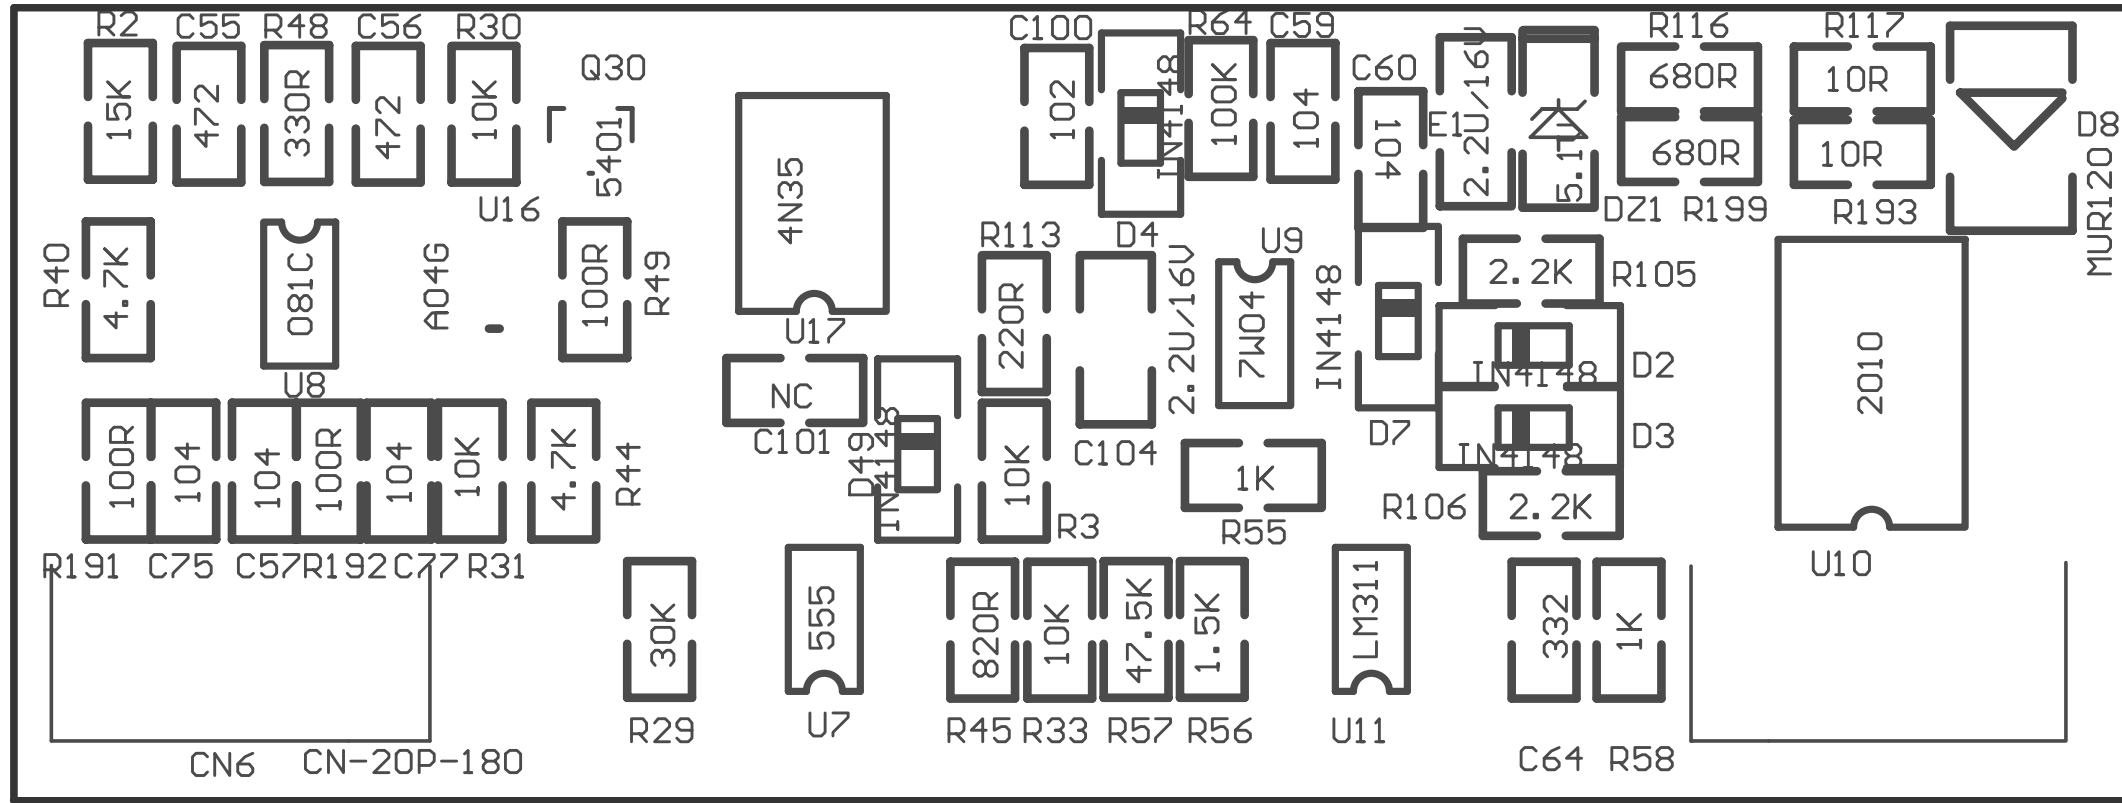 R2 C55 R48 C56 R30
15K 472 330R 472 10K
Q30
5401
U16
C100 R64 C59
102 IN4148 100K 104
D4
C60
104
E1
2.2U/16V
5.1V
DZ1
R116 R117
680R 10R
680R 10R
R199 R193
D8
MUR120
R40
4.7K
081C
U8
A04G
100R
R49
4N35
U17
R113
220R
2.2U/16V
C104
U9
7W04
IN4148
D7
2.2K
R105
IN4148
D2
IN4148
D3
2.2K
R106
2010
U10
NC
C101
D49
IN4148
10K
R3
1K
R55
100R 104 104 100R 104 10K 4.7K
R44
R191 C75 C57 R192 C77 R31
30K
R29
555
U7
820R 10K 47.5K 1.5K
R45 R33 R57 R56
LM311
U11
332 1K
C64 R58
CN6 CN-20P-180